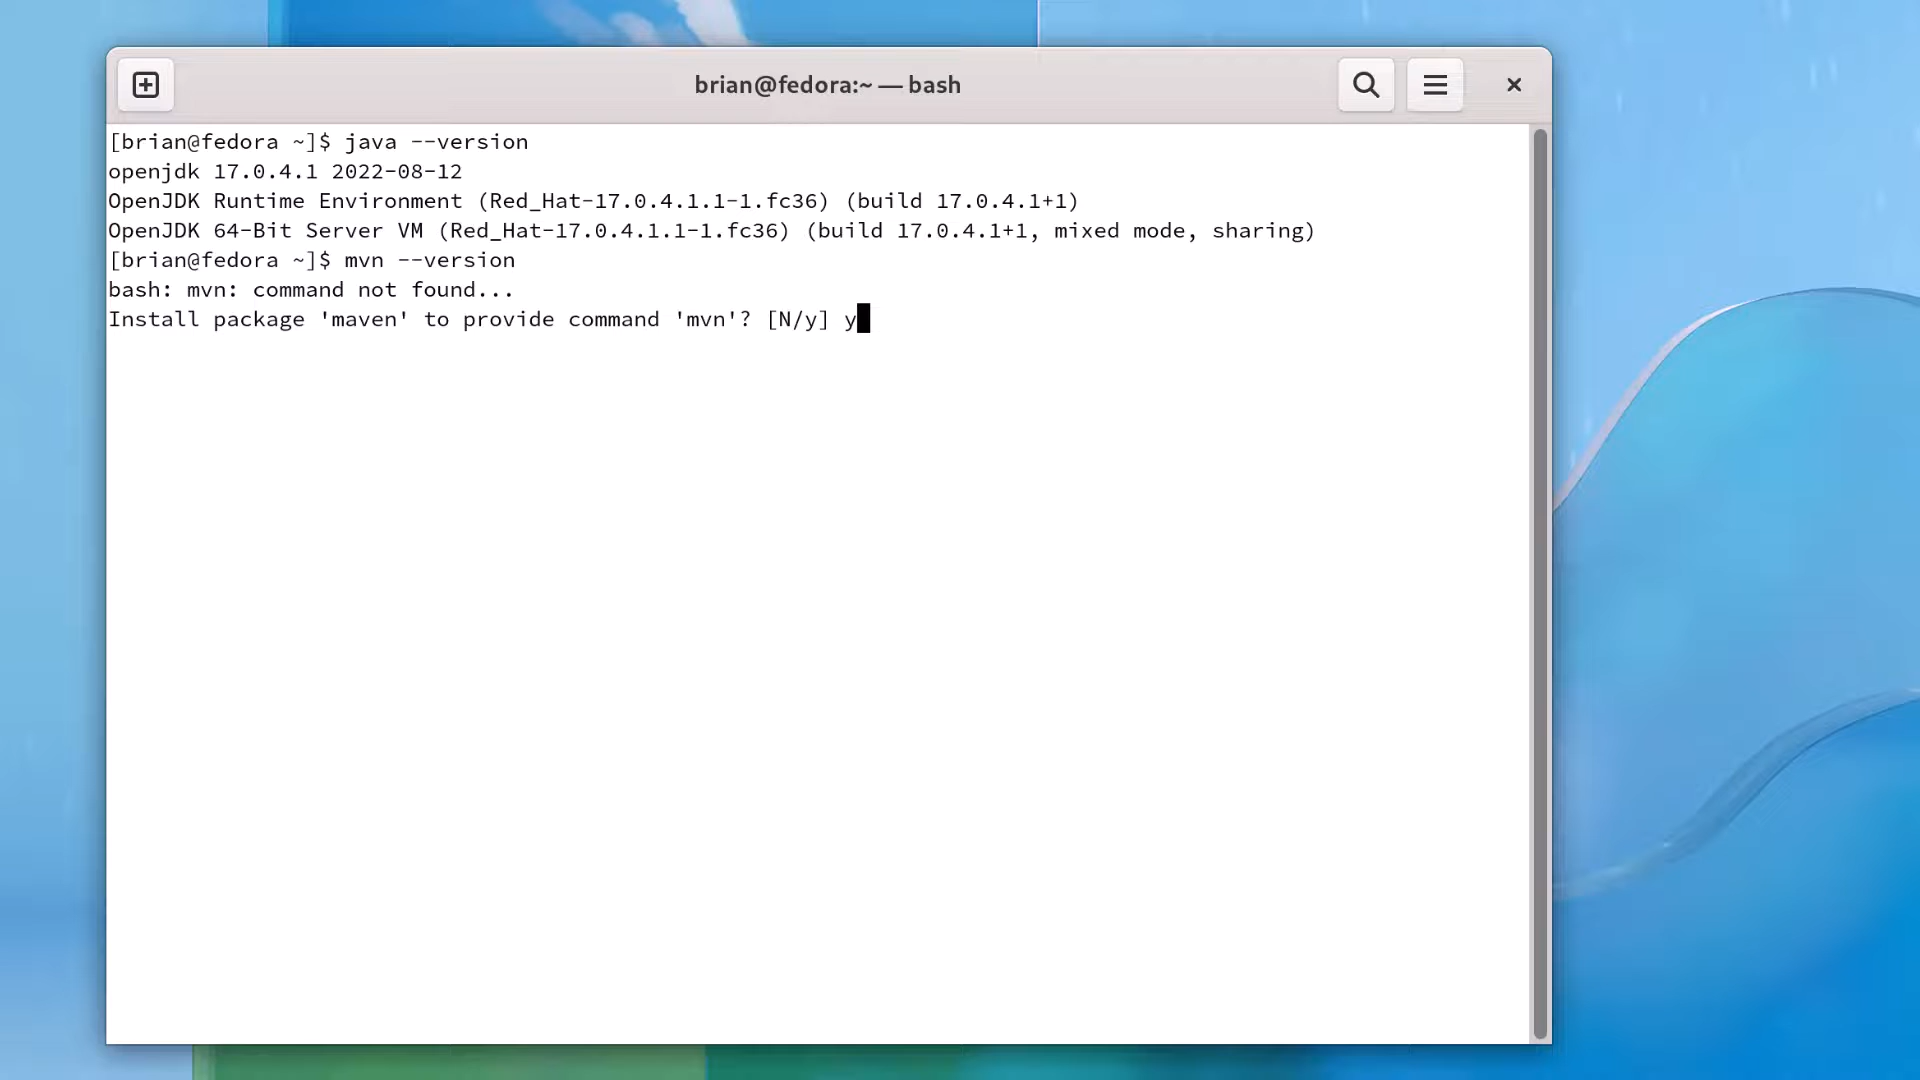 brian@fedora:~ — bash
[brian@fedora ~]$ java --version
openjdk 17.0.4.1 2022-08-12
OpenJDK Runtime Environment (Red_Hat-17.0.4.1.1-1.fc36) (build 17.0.4.1+1)
OpenJDK 64-Bit Server VM (Red_Hat-17.0.4.1.1-1.fc36) (build 17.0.4.1+1, mixed mode, sharing)
[brian@fedora ~]$ mvn --version
bash: mvn: command not found...
Install package 'maven' to provide command 'mvn'? [N/y] y